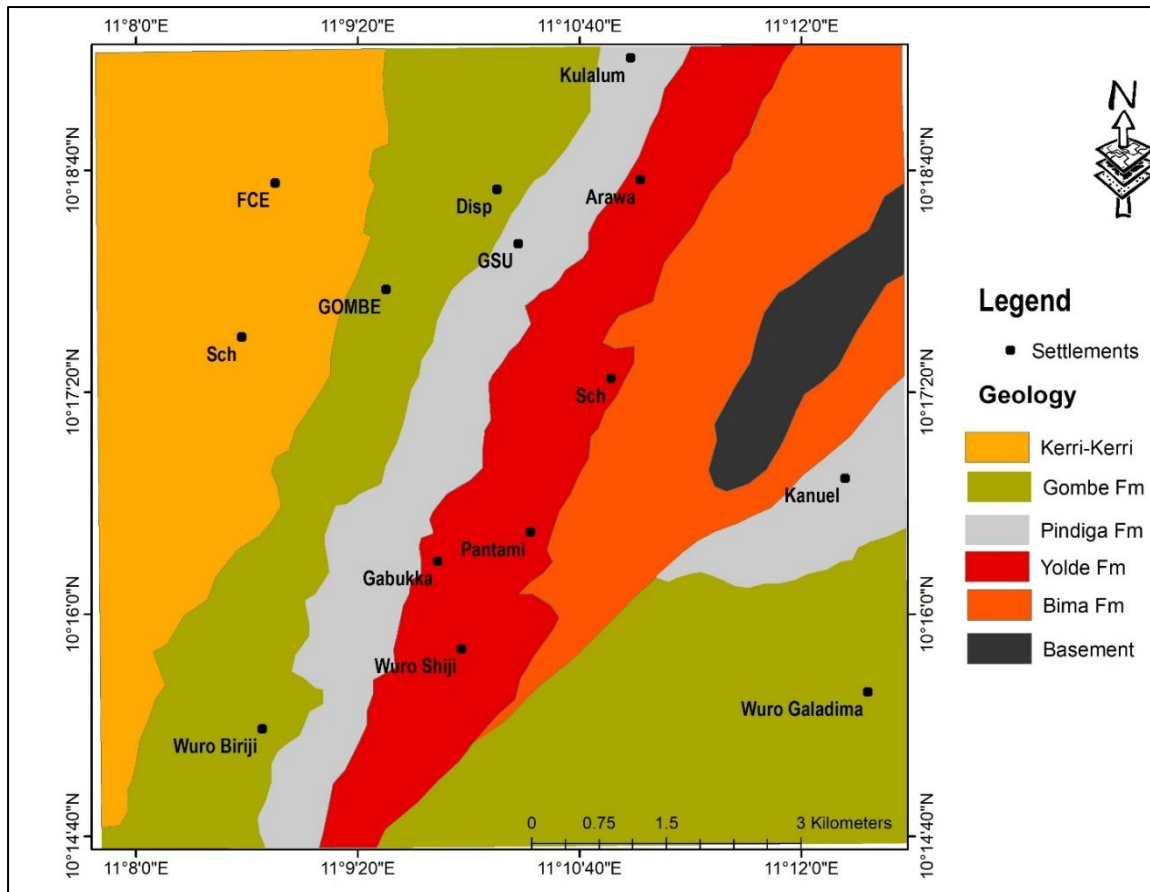 11°8'0"E 11°9'20"E 11°10'40"E 11°12'0"E
N
Kulalum
10°18'40"N 10°18'40"N
FCE
Disp
Arawa
GSU
GOMBE
Sch
Legend
Settlements
Geology
Kerri-Kerri
Gombe Fm
Pindiga Fm
Yolde Fm
Bima Fm
Basement
10°17'20"N 10°17'20"N
Sch
Kanuel
Pantami
Gabukka
10°16'0"N 10°16'0"N
Wuro Shiji
Wuro Galadima
Wuro Biriji
0 0.75 1.5 3 Kilometers
10°14'40"N 10°14'40"N
11°8'0"E 11°9'20"E 11°10'40"E 11°12'0"E